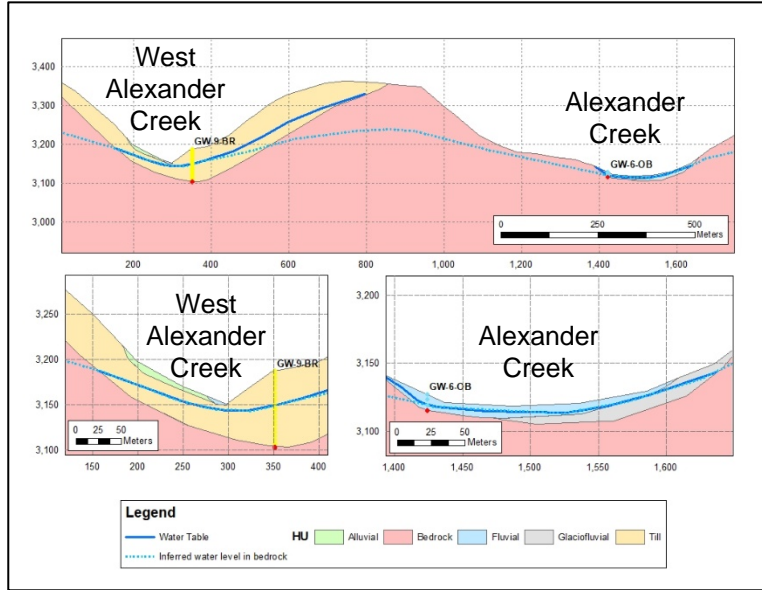 3,400
3,300
3,200
3,100
3,000
West
Alexander
Creek
GW-9-BR
Alexander
Creek
GW-6-OB
0 250 500
Meters
200 400 600 800 1,000 1,200 1,400 1,600
3,250
3,200
3,150
3,100
West
Alexander
Creek
GW-9-BR
0 25 50
Meters
150 200 250 300 350 400
3,200
3,150
3,100
Alexander
Creek
GW-6-OB
0 25 50
Meters
1,400 1,450 1,500 1,550 1,600
Legend
Water Table HU Alluvial Bedrock Fluvial Glaciofluvial Till
Inferred water level in bedrock